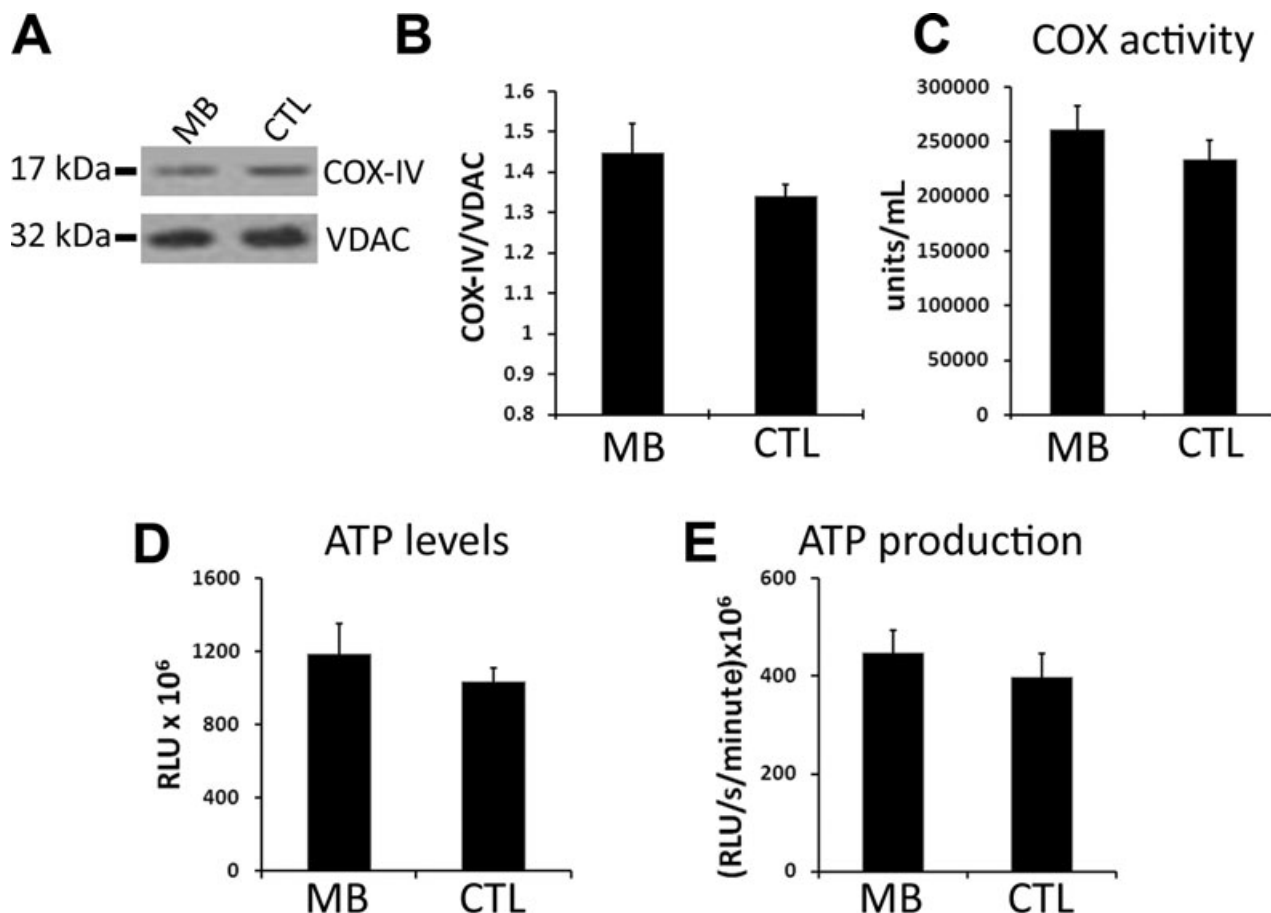 A
MB CTL
17 kDa COX-IV
32 kDa VDAC
B
COX-IV/VDAC
1.6
1.5
1.4
1.3
1.2
1.1
1
0.9
0.8
MB CTL
C COX activity
units/mL
300000
250000
200000
150000
100000
50000
0
MB CTL
D ATP levels
RLU x 10⁶
1600
1200
800
400
0
MB CTL
E ATP production
(RLU/s/minute)x10⁶
600
400
200
0
MB CTL